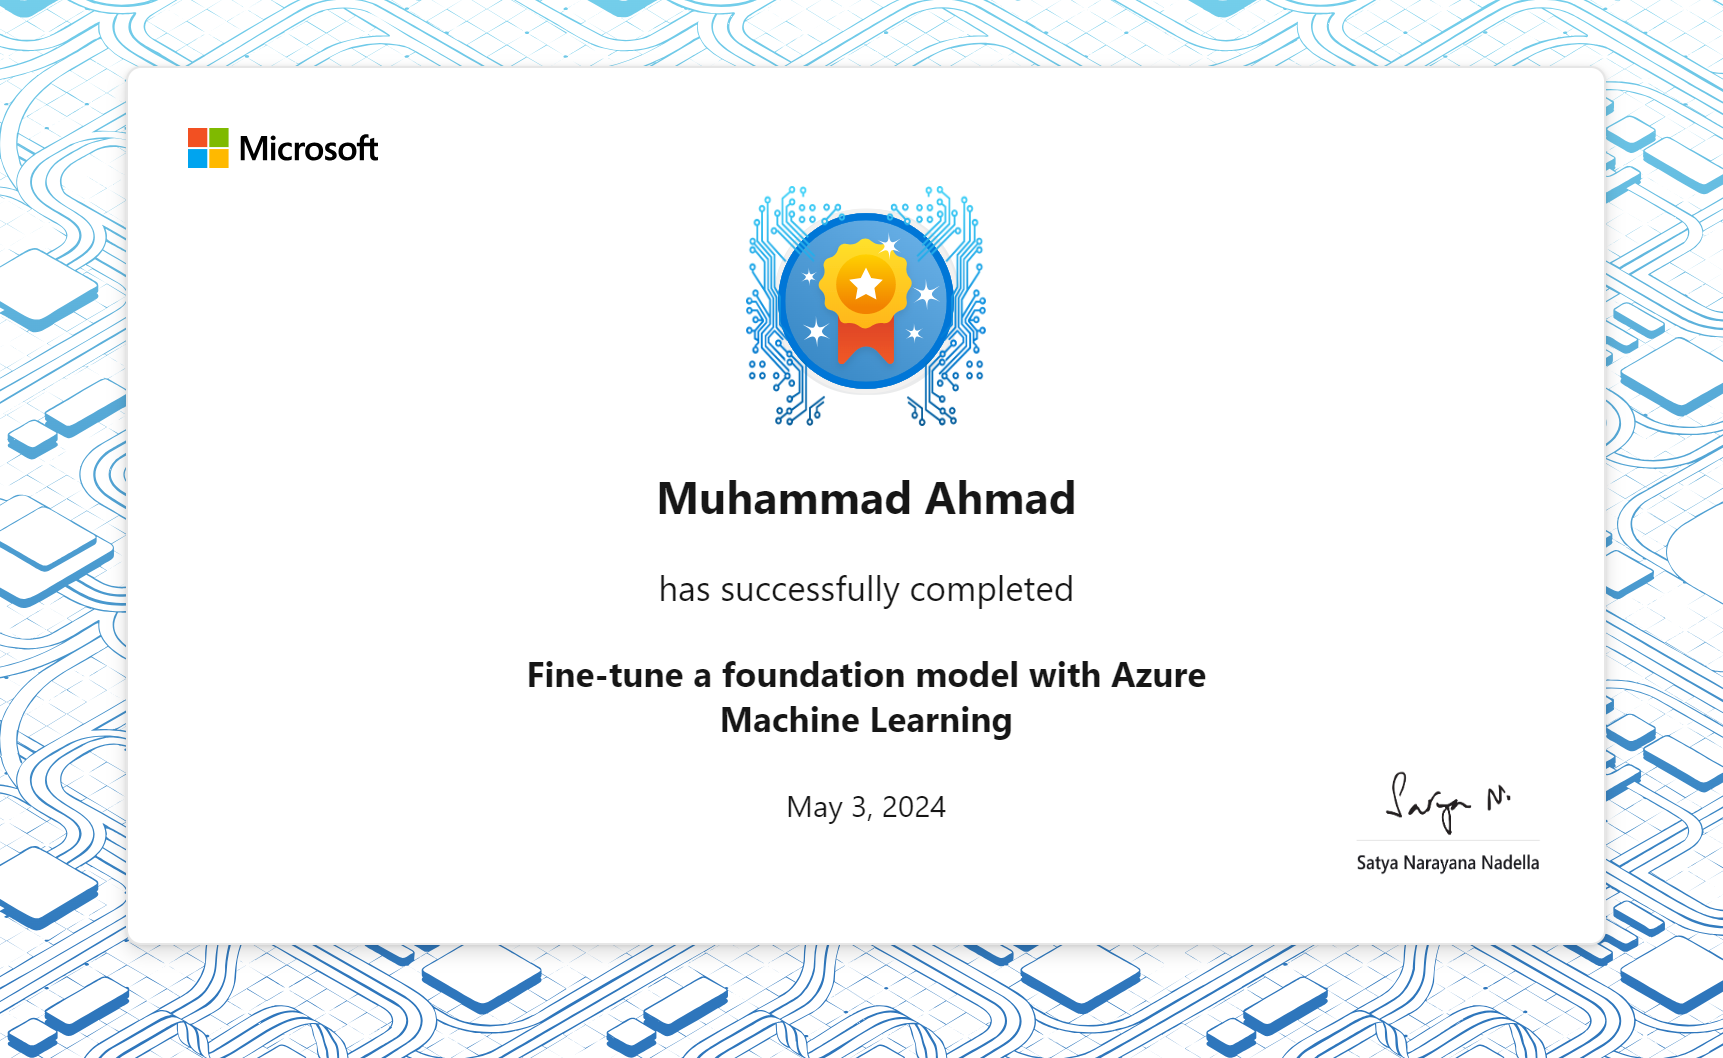 Microsoft
Muhammad Ahmad
has successfully completed
Fine-tune a foundation model with Azure
Machine Learning
May 3, 2024
Satya N.
Satya Narayana Nadella